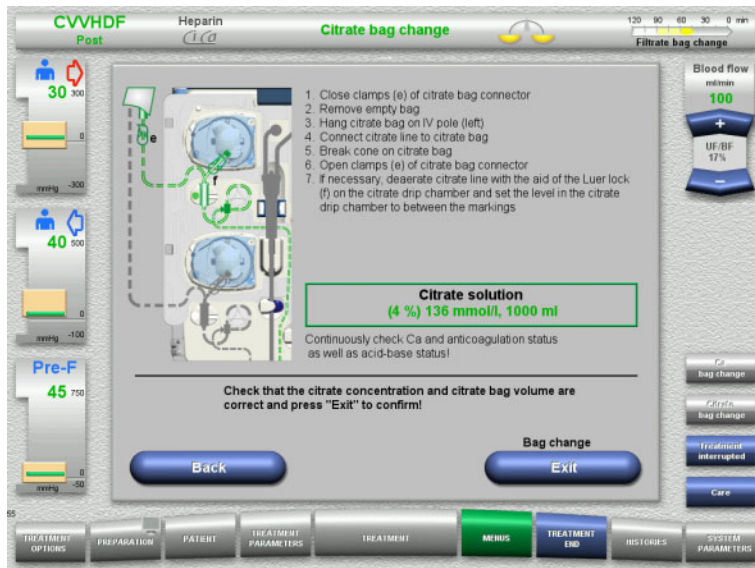 CVVHDF
Post
Heparin
Cica
Citrate bag change
120 90 60 30 0 min
Filtrate bag change
30 300
0
mmHg -300
40 500
0
mmHg -100
Pre-F
45 750
0
mmHg -50
e
f
1. Close clamps (e) of citrate bag connector
2. Remove empty bag
3. Hang citrate bag on IV pole (left)
4. Connect citrate line to citrate bag
5. Break cone on citrate bag
6. Open clamps (e) of citrate bag connector
7. If necessary, deaerate citrate line with the aid of the Luer lock
(f) on the citrate drip chamber and set the level in the citrate
drip chamber to between the markings
Citrate solution
(4 %) 136 mmol/l, 1000 ml
Continuously check Ca and anticoagulation status
as well as acid-base status!
Check that the citrate concentration and citrate bag volume are
correct and press "Exit" to confirm!
Bag change
Back
Exit
Blood flow
ml/min
100
+
UF/BF
17%
−
Ca
bag change
Citrate
bag change
Treatment
interrupted
Care
55
TREATMENT
OPTIONS
PREPARATION
PATIENT
TREATMENT
PARAMETERS
TREATMENT
MENUS
TREATMENT
END
HISTORIES
SYSTEM
PARAMETERS